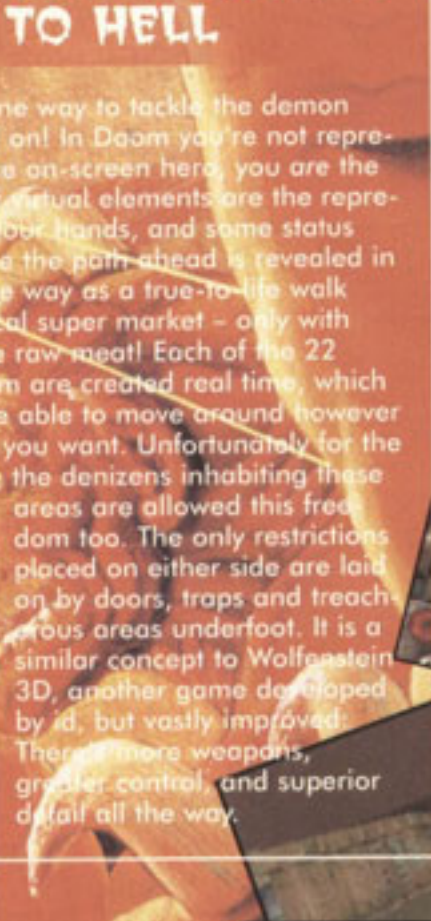 TO HELL
ne way to tackle the demon
on! In Doom you're not repre-
e on-screen hero, you are the
virtual elements are the repre-
your hands, and some status
e the path ahead is revealed in
e way as a true-to-life walk
cal super market – only with
e raw meat! Each of the 22
m are created real time, which
e able to move around however
you want. Unfortunately for the
the denizens inhabiting these
areas are allowed this free-
dom too. The only restrictions
placed on either side are laid
on by doors, traps and treach-
erous areas underfoot. It is a
similar concept to Wolfenstein
3D, another game developed
by id, but vastly improved:
There's more weapons,
greater control, and superior
detail all the way.